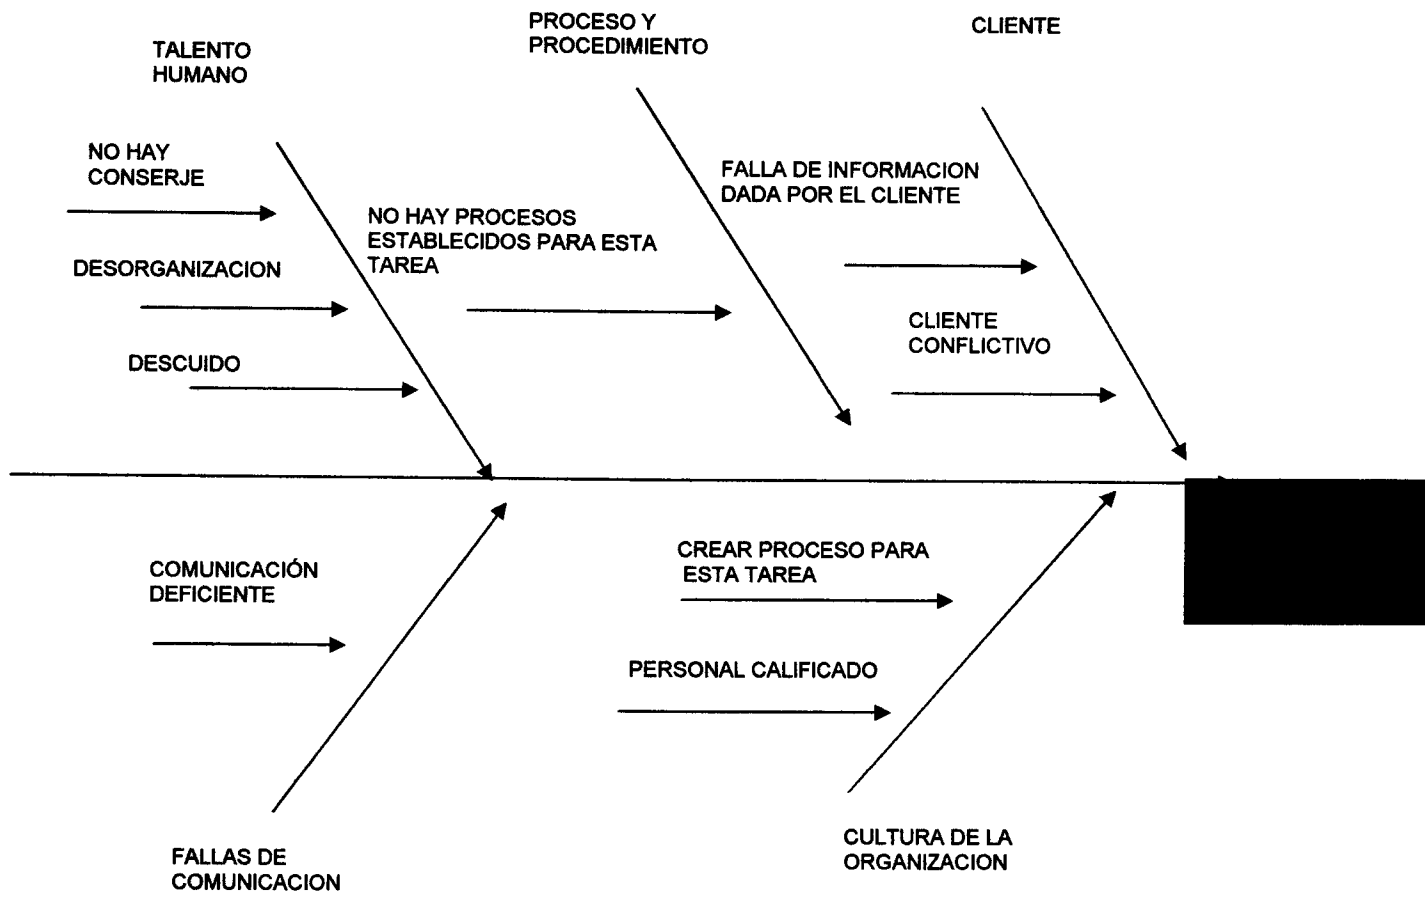 PROCESO Y
PROCEDIMIENTO
CLIENTE
TALENTO
HUMANO
NO HAY
CONSERJE
FALLA DE INFORMACION
DADA POR EL CLIENTE
NO HAY PROCESOS
ESTABLECIDOS PARA ESTA
TAREA
DESORGANIZACION
CLIENTE
CONFLICTIVO
DESCUIDO
CREAR PROCESO PARA
ESTA TAREA
COMUNICACIÓN
DEFICIENTE
PERSONAL CALIFICADO
CULTURA DE LA
ORGANIZACION
FALLAS DE
COMUNICACION